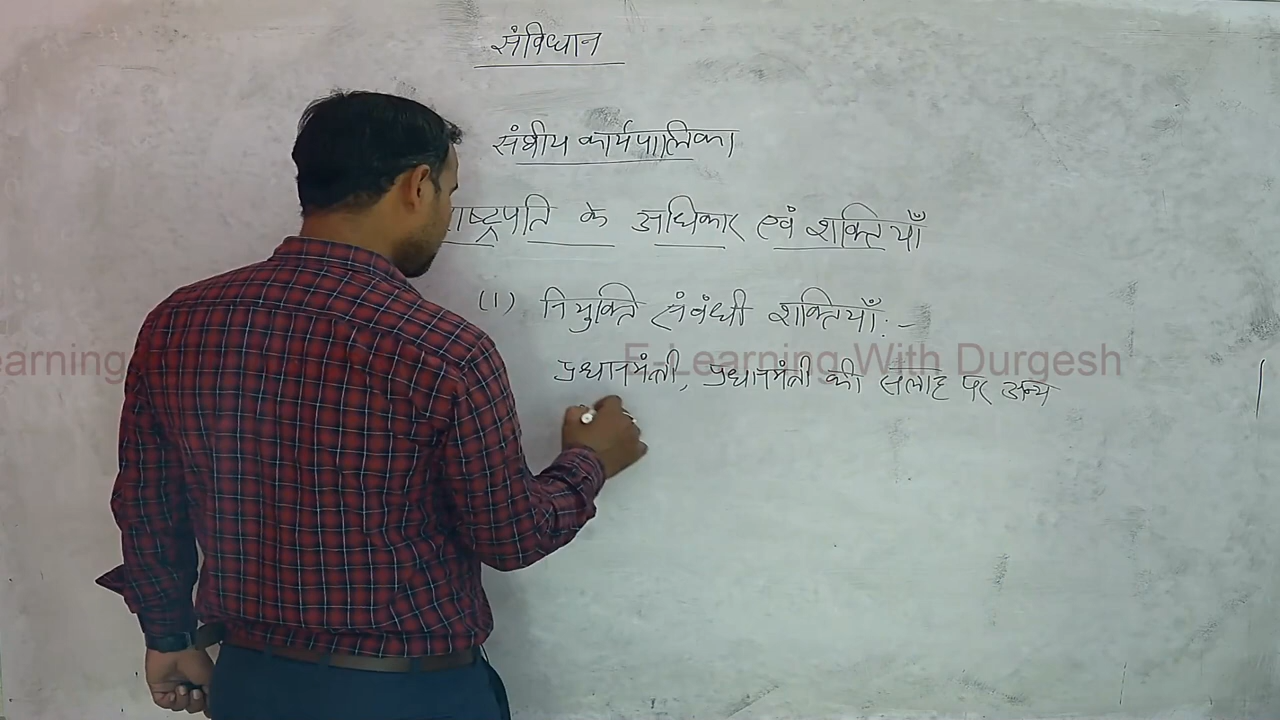 संविधान
संघीय कार्यपालिका
राष्ट्रपति के अधिकार एवं शक्तियाँ
(1) नियुक्ति संबंधी शक्तियाँ :-
E-Learning With Durgesh
प्रधानमंत्री, प्रधानमंत्री की सलाह पर अन्य